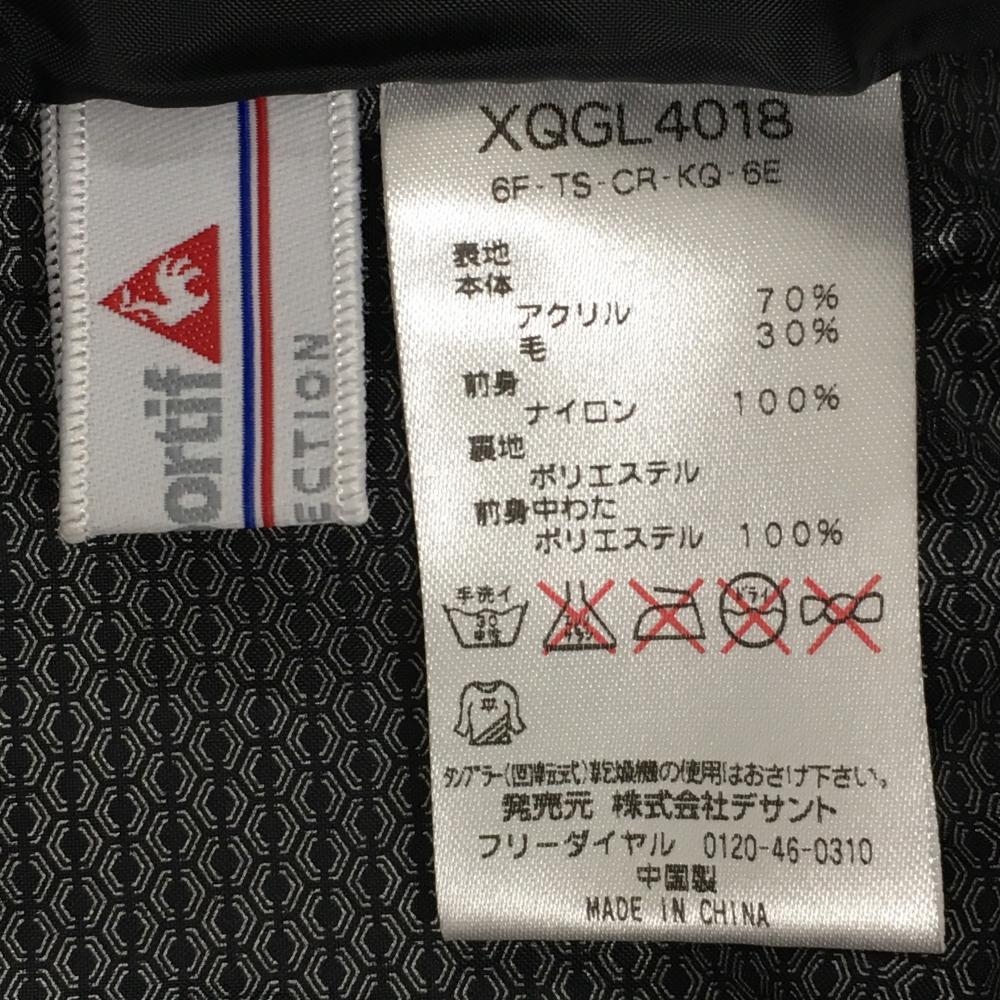 ortif
ECTION
XQGL4018
6F-TS-CR-KQ-6E
表地
本体
アクリル 70%
毛 30%
前身
ナイロン 100%
裏地
ポリエステル
前身中わた
ポリエステル 100%
手洗イ
30
中性
ドライ
平
タンブラー(回転式)乾燥機の使用はおさけ下さい。
発売元 株式会社デサント
フリーダイヤル 0120-46-0310
中国製
MADE IN CHINA